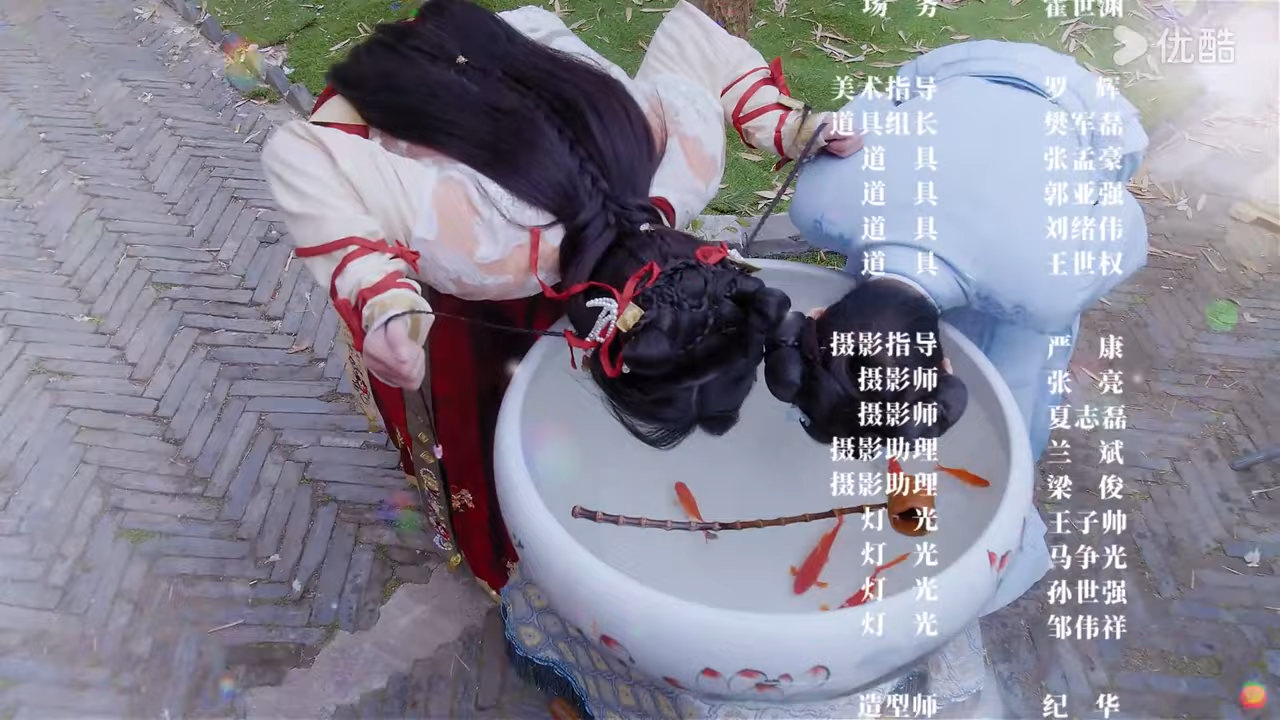 场务 霍世渊
优酷
美术指导 罗辉
道具组长 樊军磊
道具 张孟豪
道具 郭亚强
道具 刘绪伟
道具 王世权
摄影指导 严康
摄影师 张亮
摄影师 夏志磊
摄影助理 兰斌
摄影助理 梁俊
灯光 王子帅
灯光 马争光
灯光 孙世强
灯光 邹伟祥
造型师 纪华